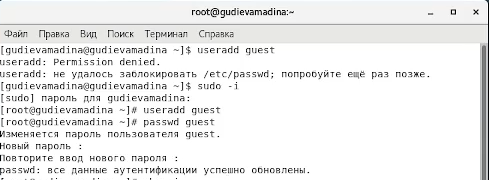 root@gudievamadina:~
Файл Правка Вид Поиск Терминал Справка
[gudievamadina@gudievamadina ~]$ useradd guest
useradd: Permission denied.
useradd: не удалось заблокировать /etc/passwd; попробуйте ещё раз позже.
[gudievamadina@gudievamadina ~]$ sudo -i
[sudo] пароль для gudievamadina:
[root@gudievamadina ~]# useradd guest
[root@gudievamadina ~]# passwd guest
Изменяется пароль пользователя guest.
Новый пароль :
Повторите ввод нового пароля :
passwd: все данные аутентификации успешно обновлены.